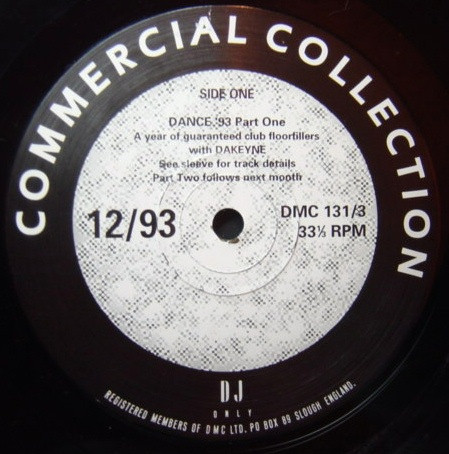 COMMERCIAL COLLECTION
SIDE ONE
DANCE '93 Part One
A year of guaranteed club floorfillers
with DAKEYNE
See sleeve for track details
Part Two follows next month
12/93
DMC 131/3
33⅓ RPM
DJ
ONLY
REGISTERED MEMBERS OF DMC LTD. PO BOX 89 SLOUGH ENGLAND.